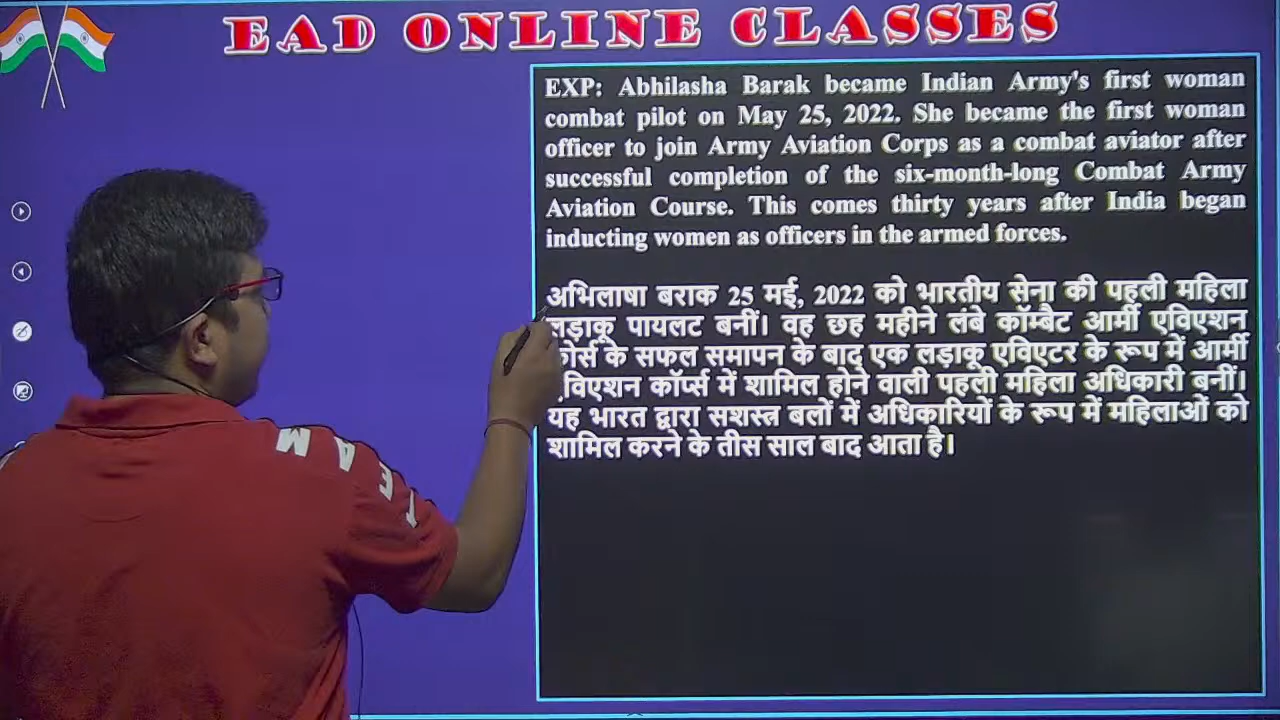 EAD ONLINE CLASSES
EXP: Abhilasha Barak became Indian Army's first woman
combat pilot on May 25, 2022. She became the first woman
officer to join Army Aviation Corps as a combat aviator after
successful completion of the six-month-long Combat Army
Aviation Course. This comes thirty years after India began
inducting women as officers in the armed forces.
अभिलाषा बराक 25 मई, 2022 को भारतीय सेना की पहली महिला
लड़ाकू पायलट बनीं। वह छह महीने लंबे कॉम्बैट आर्मी एविएशन
के सफल समापन के बाद एक लड़ाकू एविएटर के रूप में आर्मी
कॉर्प्स में शामिल होने वाली पहली महिला अधिकारी बनीं।
यह भारत द्वारा सशस्त्र बलों में अधिकारियों के रूप में महिलाओं को
शामिल करने के तीस साल बाद आता है।